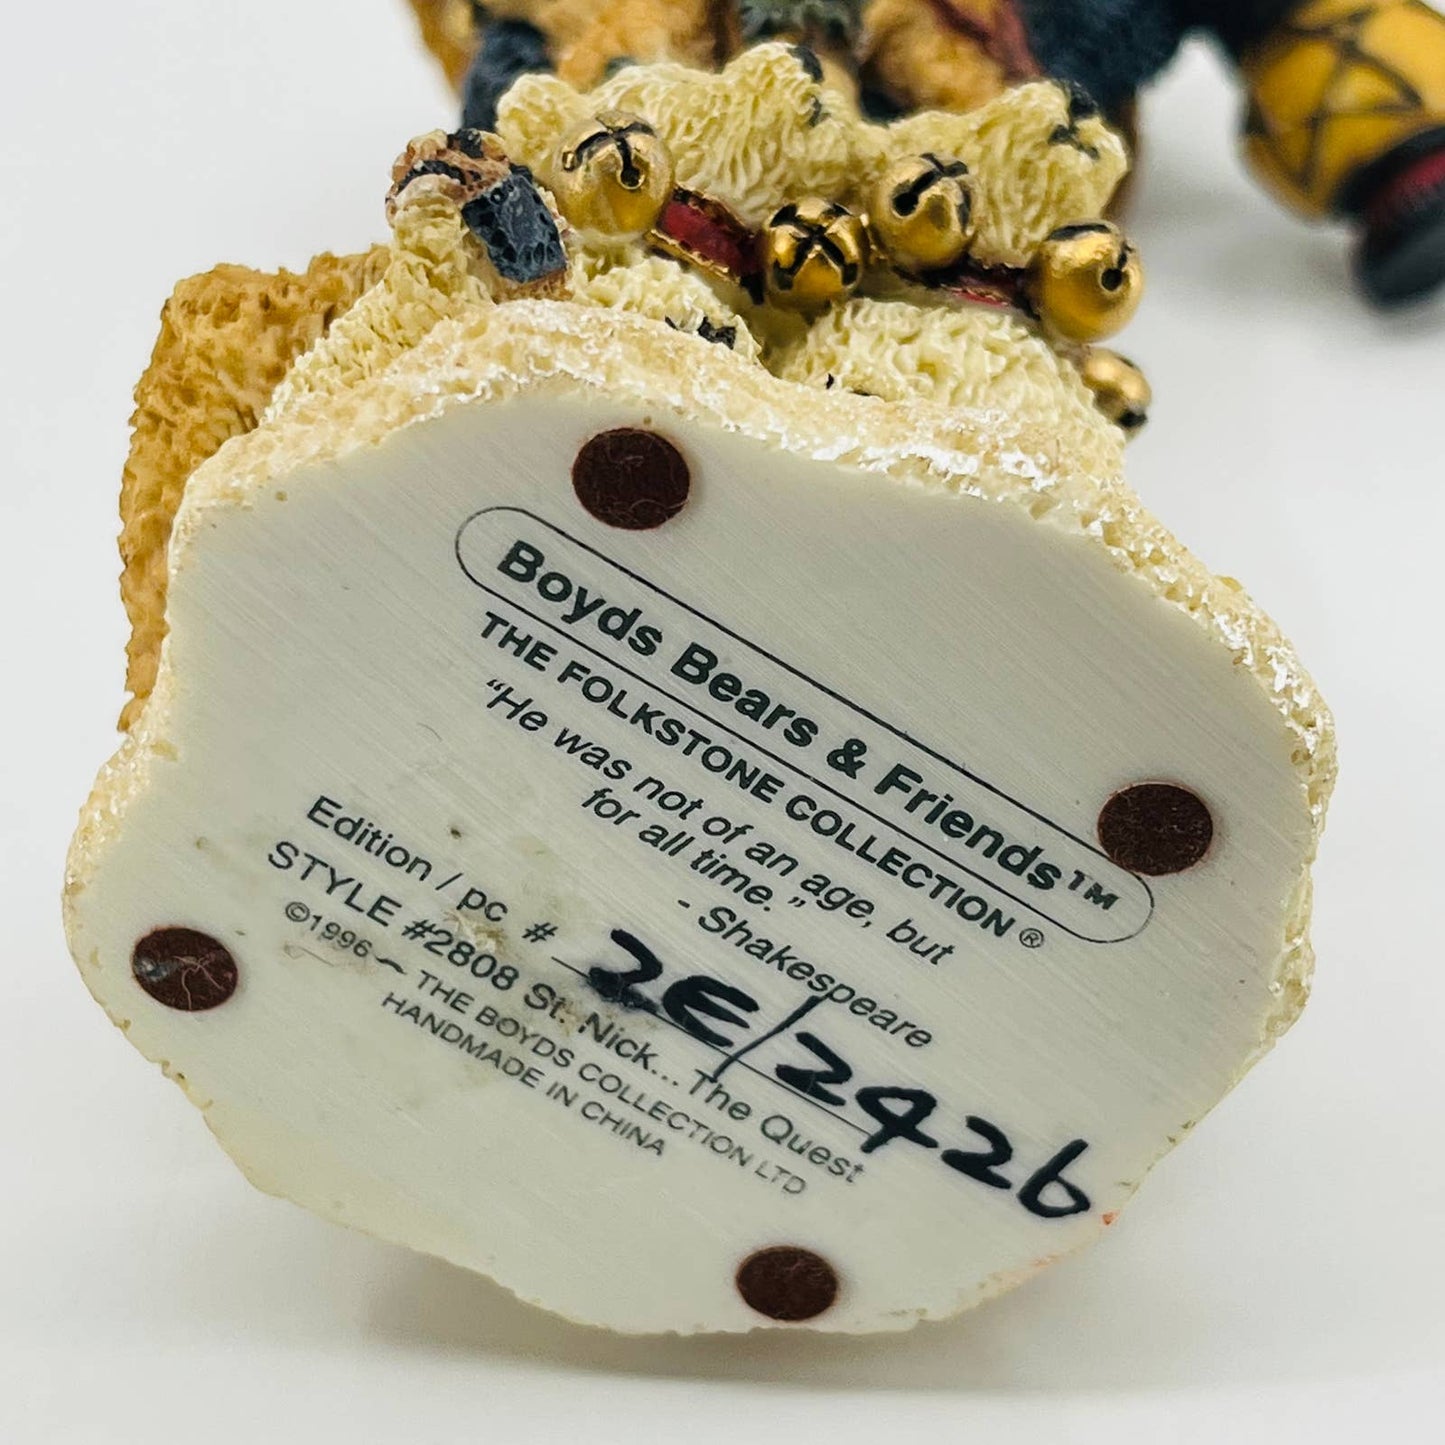 Boyds Bears & Friends™
THE FOLKSTONE COLLECTION®
"He was not of an age, but
for all time."
- Shakespeare
Edition / pc # 2E/2426
STYLE #2808 St. Nick... The Quest
©1996~ THE BOYDS COLLECTION LTD
HANDMADE IN CHINA